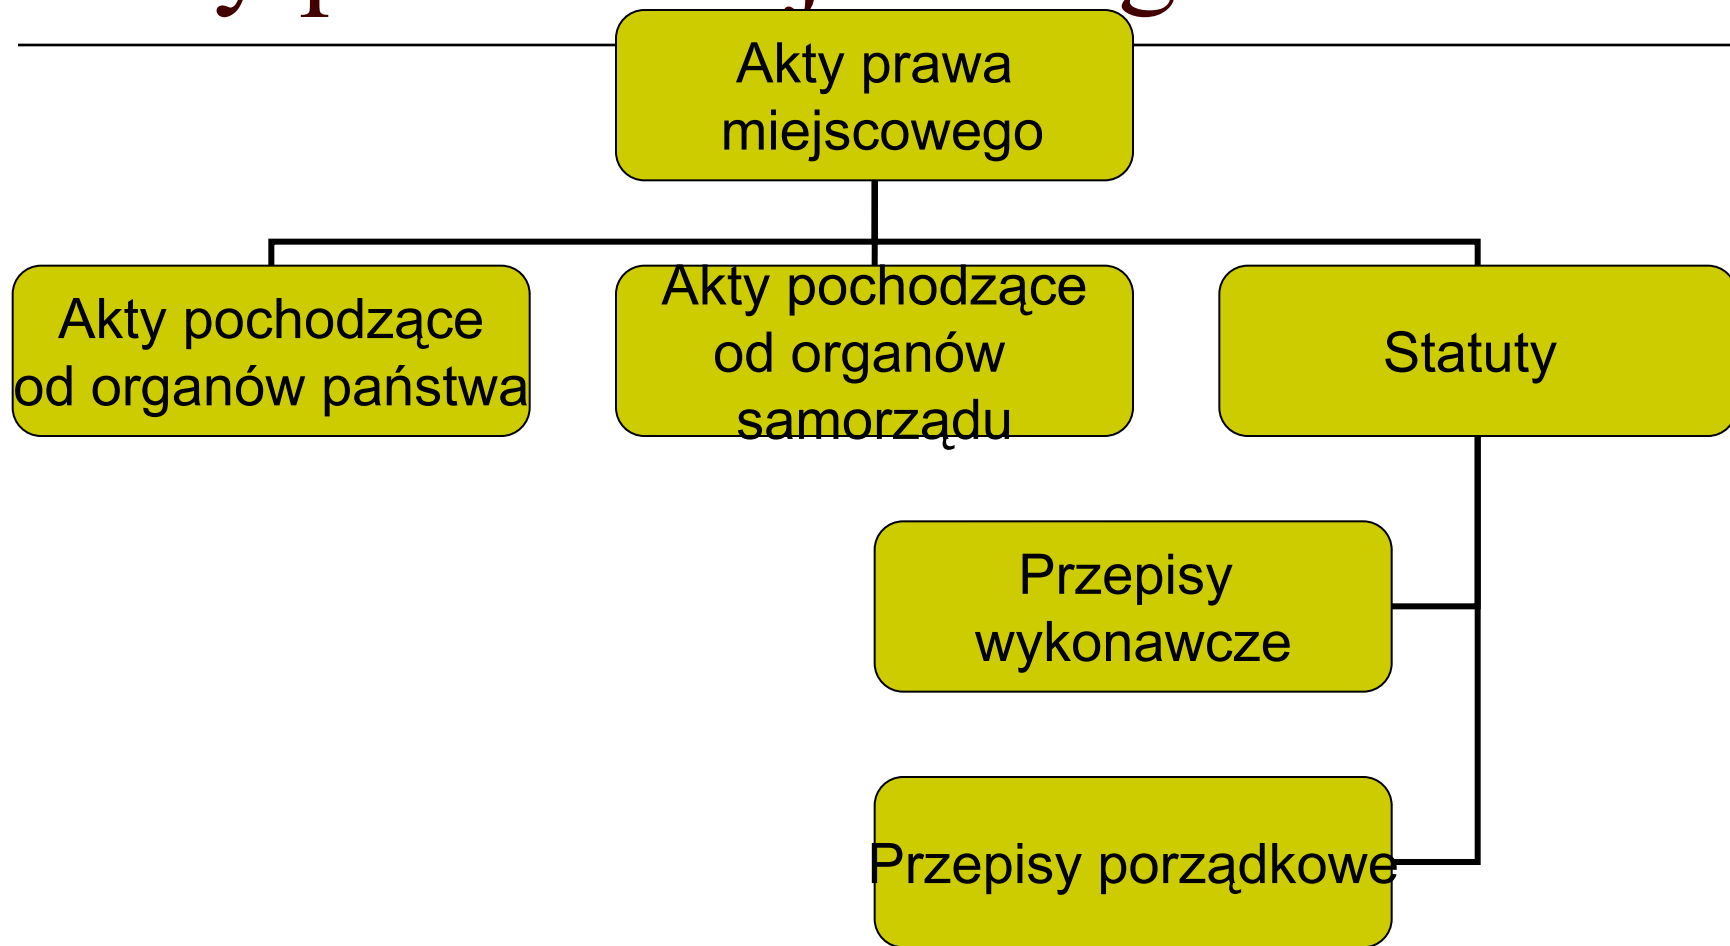 Akty prawa
miejscowego
Akty pochodzące
od organów państwa
Akty pochodzące
od organów
samorządu
Statuty
Przepisy
wykonawcze
Przepisy porządkowe